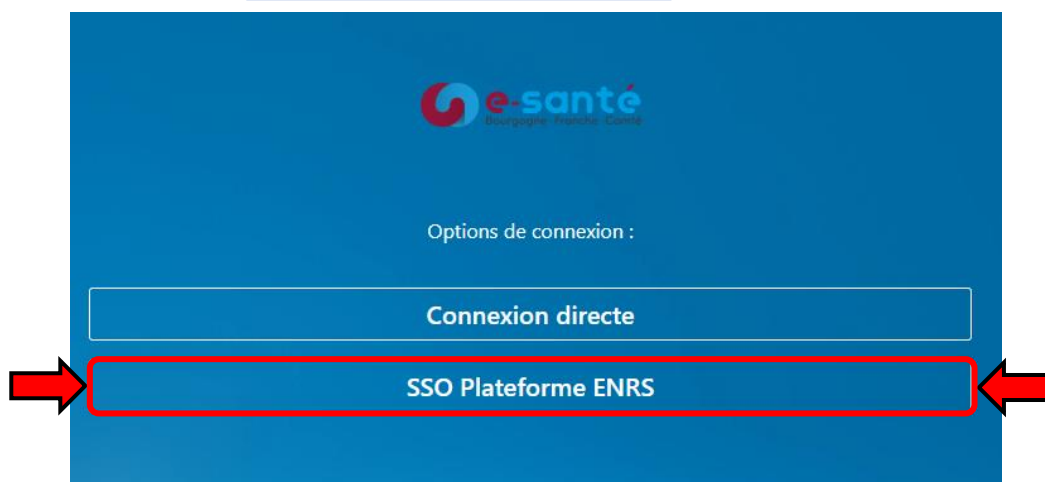 e-santé
Bourgogne Franche Comté
Options de connexion :
Connexion directe
SSO Plateforme ENRS